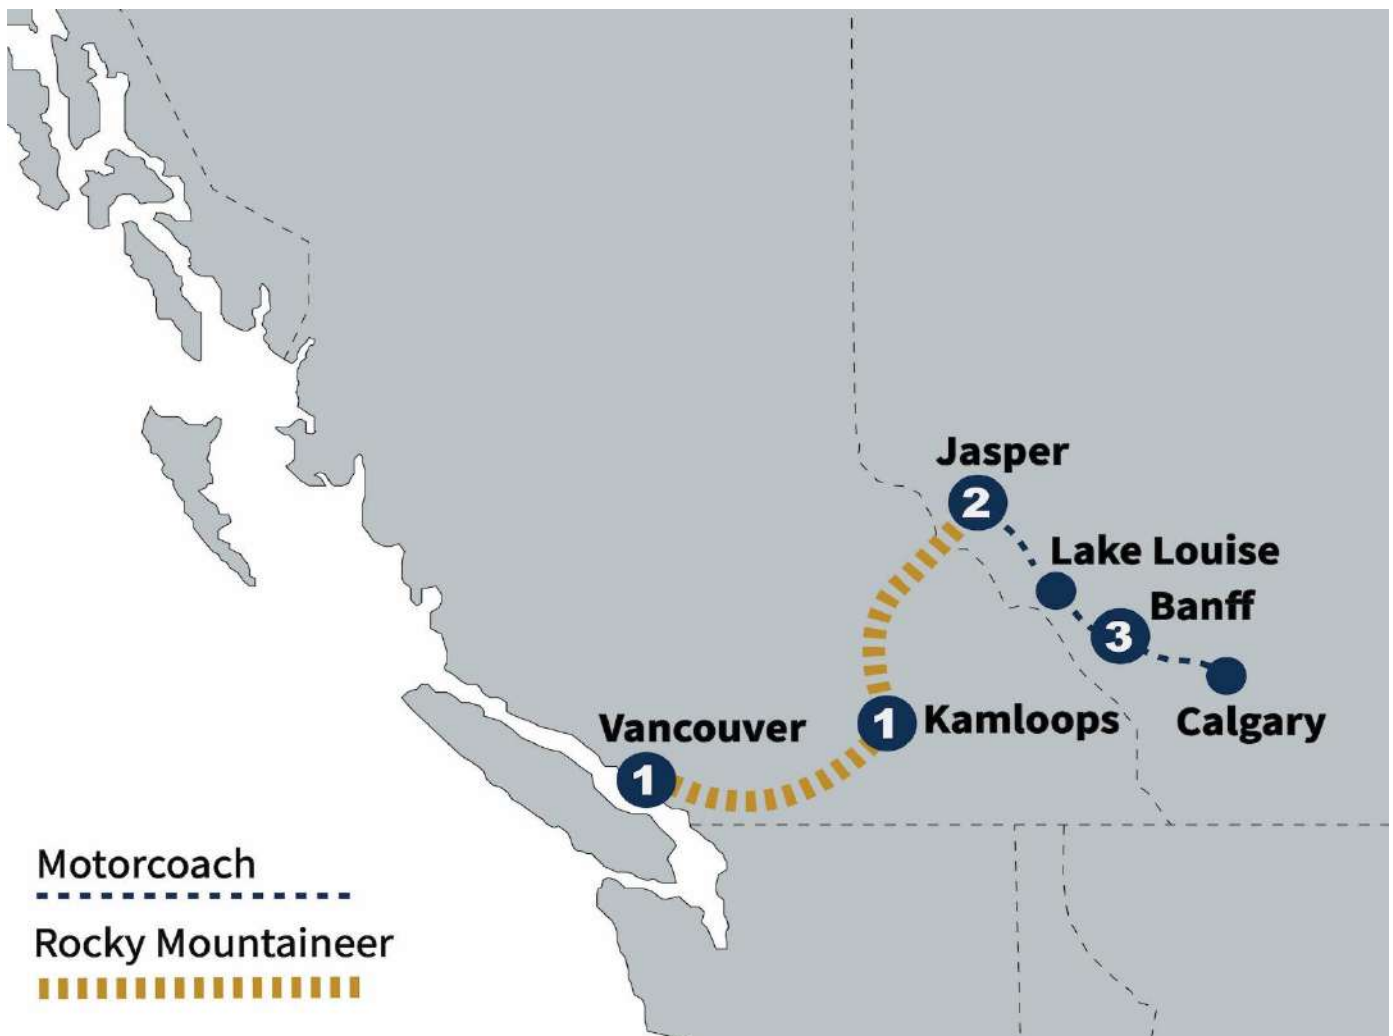 Jasper
2
Lake Louise
Banff
3
Vancouver
1
1
Kamloops
Calgary
Motorcoach
Rocky Mountaineer